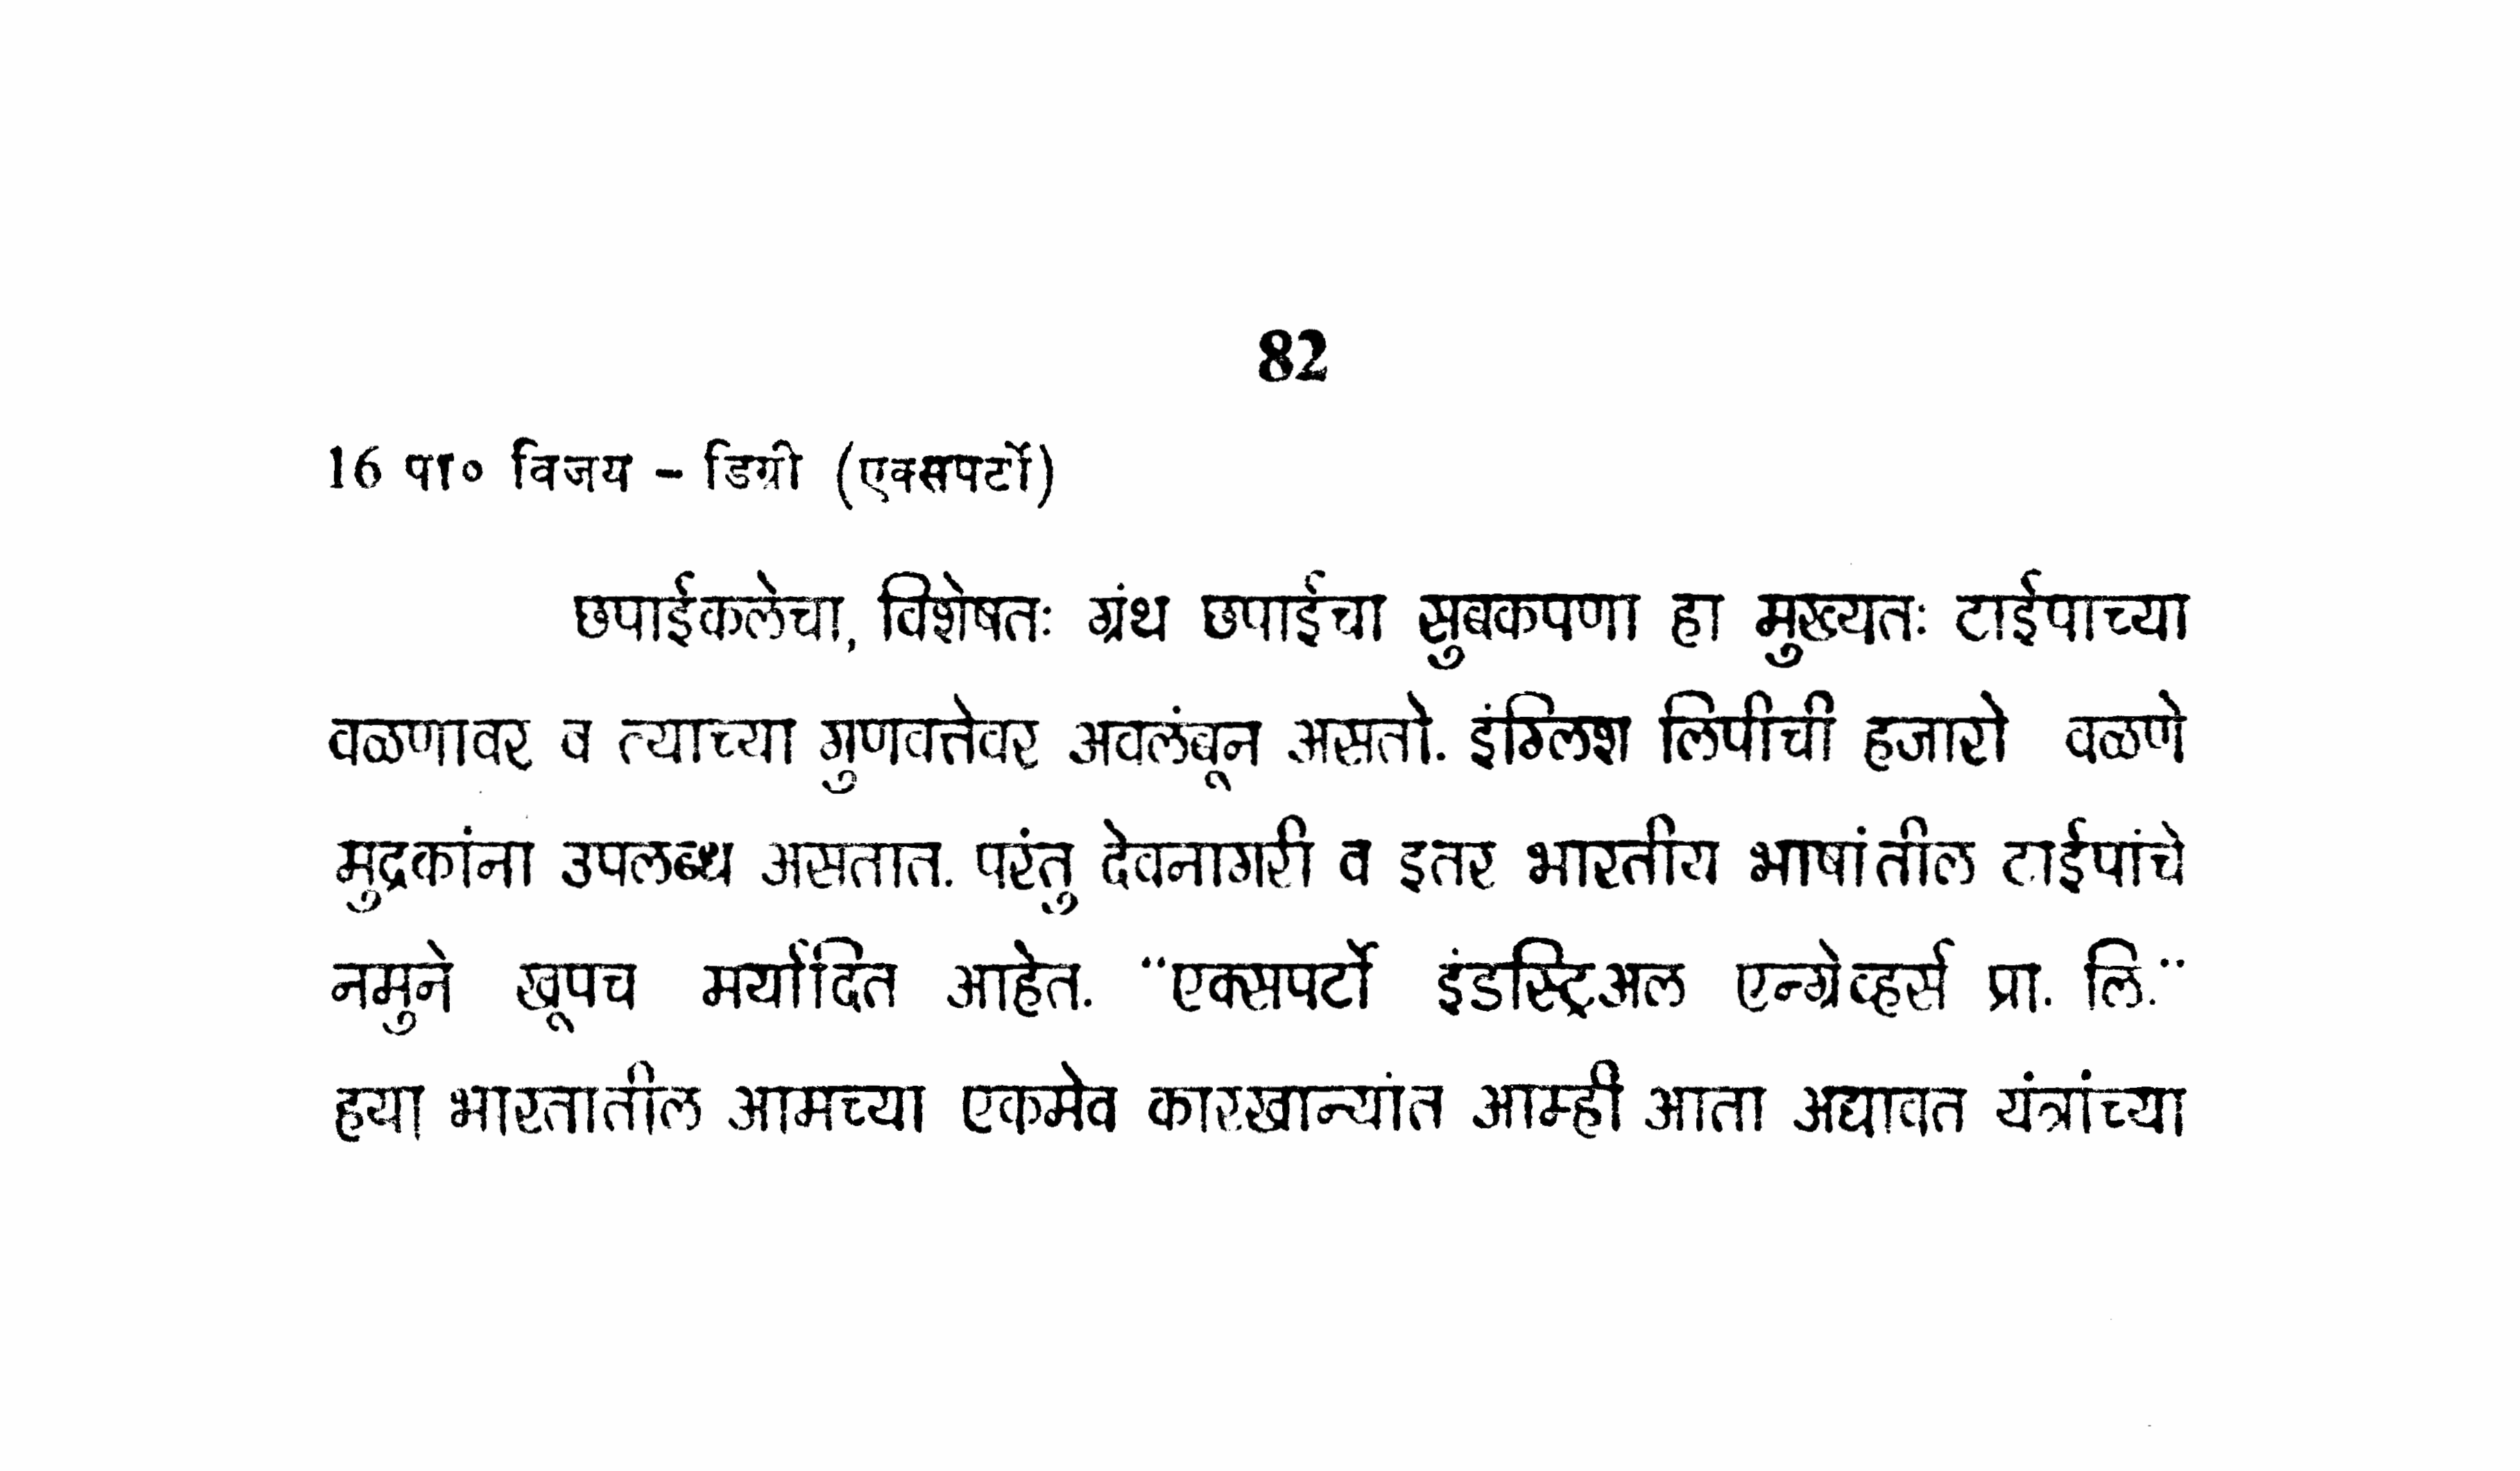 82
16 पा० विजय - डिग्री (एक्सपर्टो)
छपाईकलेचा, विशेषतः ग्रंथ छपाईचा सुबकपणा हा मुख्यतः टाईपाच्या
वळणावर व त्याच्या गुणवत्तेवर अवलंबून असतो. इंग्लिश लिपीची हजारो वळणे
मुद्रकांना उपलब्ध असतात. परंतु देवनागरी व इतर भारतीय भाषांतील टाईपांचे
नमुने खूपच मर्यादित आहेत. ¨एक्सपर्टो इंडस्ट्रिअल एन्ग्रेव्हर्स प्रा. लि.¨
हया भारतातील आमच्या एकमेव कारखान्यांत आम्ही आता अद्यावत यंत्रांच्या